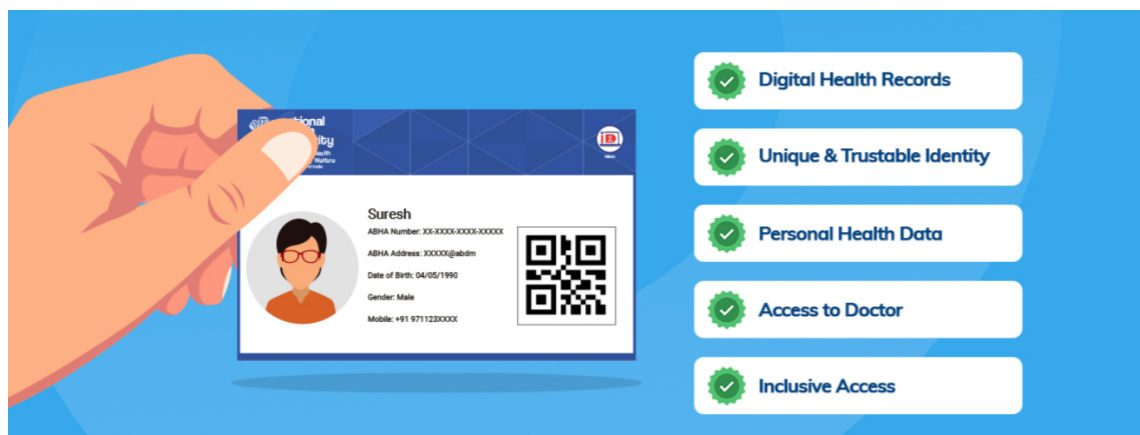 Suresh
ABHA Number: XX-XXXX-XXXX-XXXXX
ABHA Address: XXXXX@abdm
Date of Birth: 04/05/1990
Gender: Male
Mobile: +91 971123XXXX
Digital Health Records
Unique & Trustable Identity
Personal Health Data
Access to Doctor
Inclusive Access